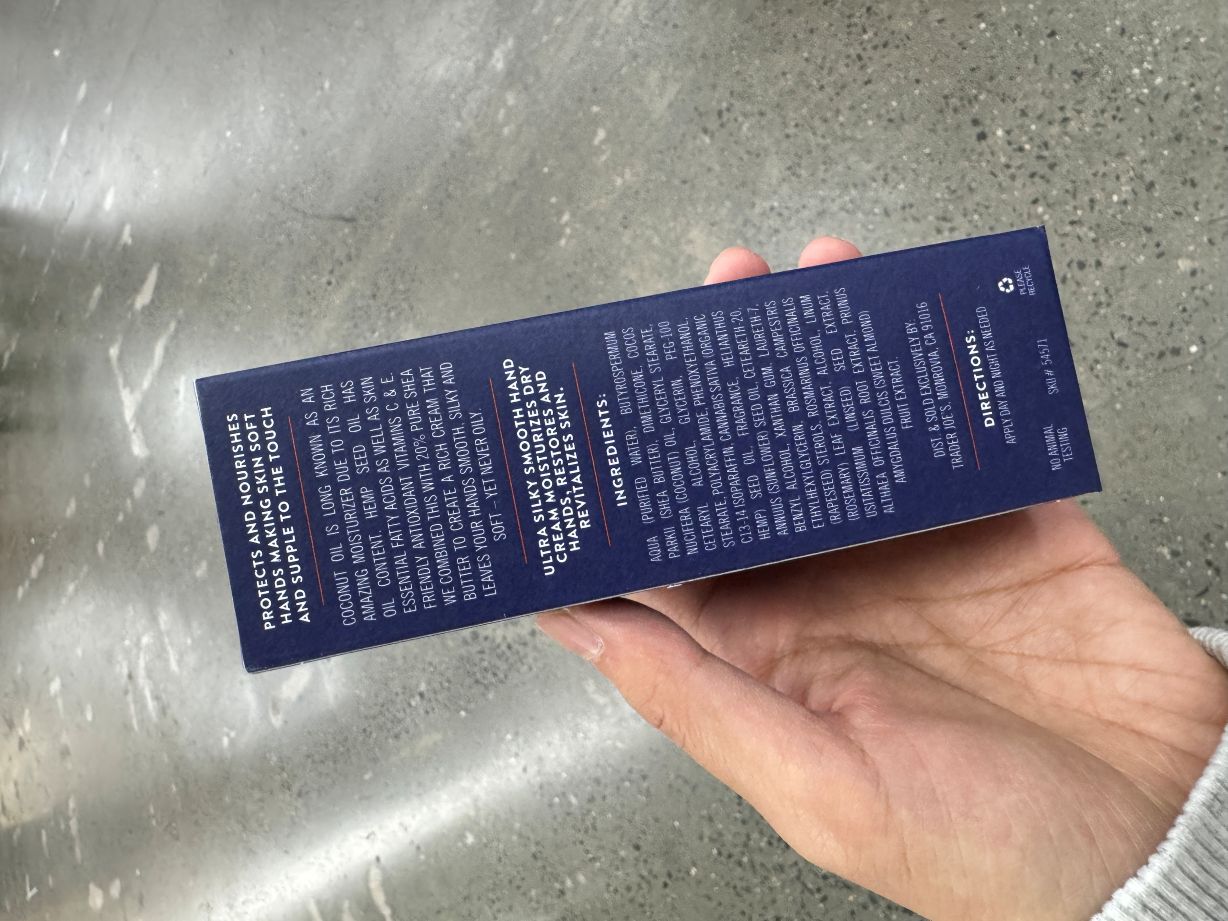 PROTECTS AND NOURISHES
HANDS MAKING SKIN SOFT
AND SUPPLE TO THE TOUCH
COCONUT OIL IS LONG KNOWN AS AN
AMAZING MOISTURIZER DUE TO ITS RICH
OIL CONTENT. HEMP SEED OIL HAS
ESSENTIAL FATTY ACIDS AS WELL AS SKIN
FRIENDLY ANTIOXIDANT VITAMINS C & E.
WE COMBINED THIS WITH 20% PURE SHEA
BUTTER TO CREATE A RICH CREAM THAT
LEAVES YOUR HANDS SMOOTH, SILKY AND
SOFT - YET NEVER OILY.
ULTRA SILKY SMOOTH HAND
CREAM MOISTURIZES DRY
HANDS, RESTORES AND
REVITALIZES SKIN.
INGREDIENTS:
AQUA (PURIFIED WATER), BUTYROSPERMUM
PARKII (SHEA BUTTER), DIMETHICONE, COCOS
NUCIFERA (COCONUT) OIL, GLYCERYL STEARATE,
CETEARYL ALCOHOL, GLYCERIN, PEG-100
STEARATE, POLYACRYLAMIDE, PHENOXYETHANOL,
C13-14 ISOPARAFFIN, CANNABIS SATIVA (ORGANIC
HEMP) SEED OIL, FRAGRANCE, HELIANTHUS
ANNUUS (SUNFLOWER) SEED OIL, LAURETH-7,
BENZYL ALCOHOL, XANTHAN GUM, CETEARETH-20,
ETHYLHEXYLGLYCERIN, BRASSICA CAMPESTRIS
(RAPESEED) STEROLS, ROSMARINUS OFFICINALIS
(ROSEMARY) LEAF EXTRACT, ALCOHOL, LINUM
USITATISSIMUM (LINSEED) SEED EXTRACT,
ALTHAEA OFFICINALIS ROOT EXTRACT, PRUNUS
AMYGDALUS DULCIS (SWEET ALMOND)
FRUIT EXTRACT.
DIST. & SOLD EXCLUSIVELY BY
TRADER JOE'S, MONROVIA, CA 91016
DIRECTIONS:
APPLY DAY AND NIGHT AS NEEDED
NO ANIMAL
TESTING
SKU # 54571
PLEASE
RECYCLE